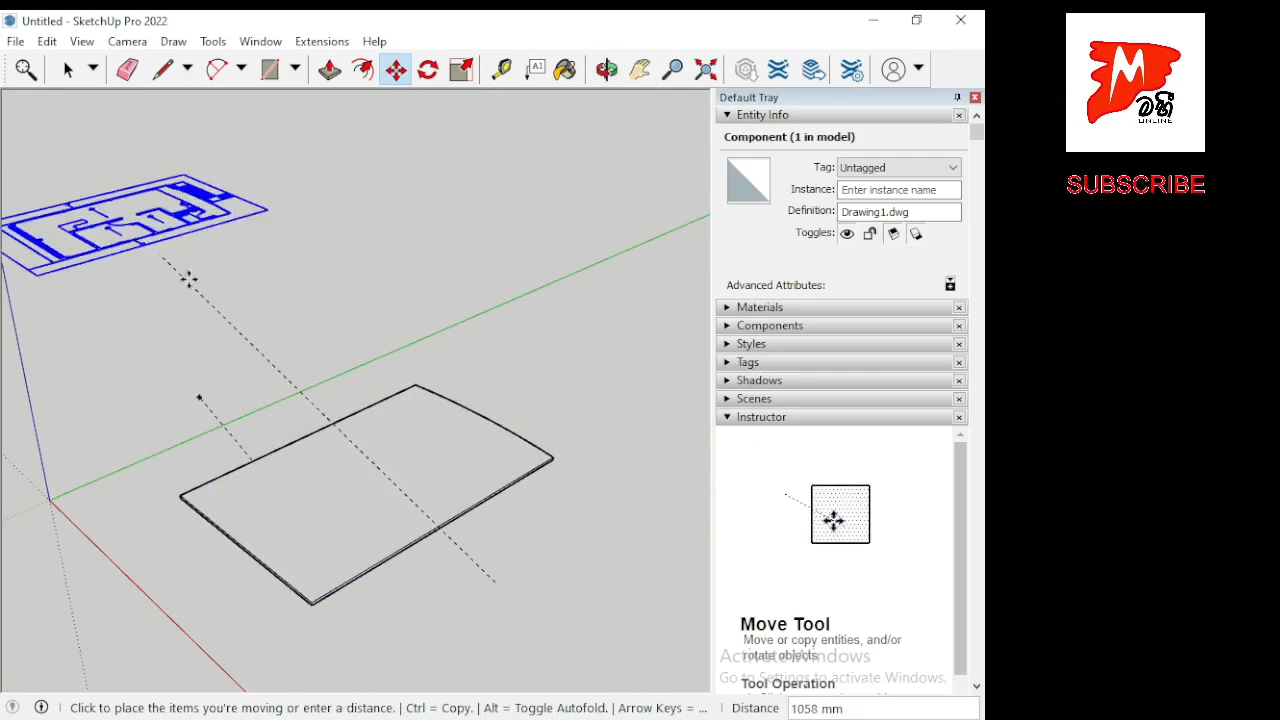 Untitled - SketchUp Pro 2022
File Edit View Camera Draw Tools Window Extensions Help
A1
Default Tray
Entity Info
Component (1 in model)
Tag: Untagged
Instance: Enter instance name
Definition: Drawing1.dwg
Toggles:
Advanced Attributes:
Materials
Components
Styles
Tags
Shadows
Scenes
Instructor
Move Tool
Move or copy entities, and/or
rotate objects
Activate Windows
Go to Settings to activate Windows.
Tool Operation
Click to place the items you're moving or enter a distance. | Ctrl = Copy. | Alt = Toggle Autofold. | Arrow Keys = ... Distance 1058 mm
M
මහී
ONLINE
SUBSCRIBE